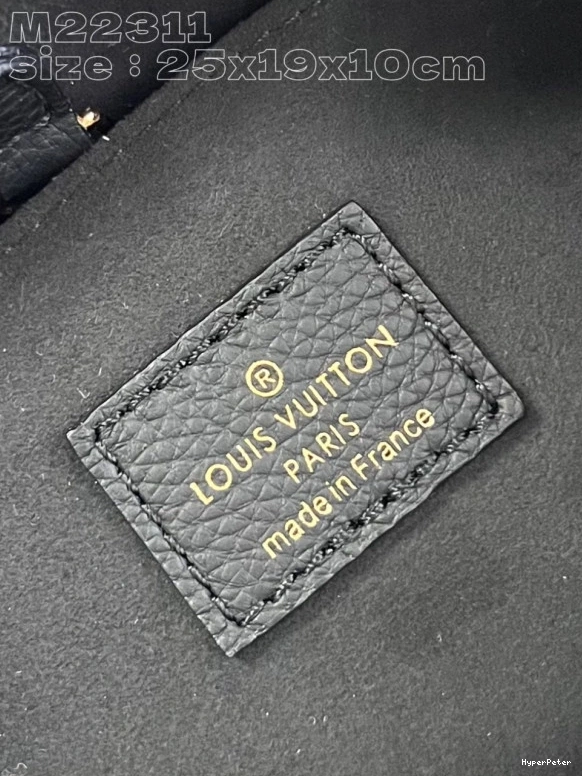 M22311
size : 25x19x10cm
®
LOUIS VUITTON
PARIS
made in France
HyperPeter